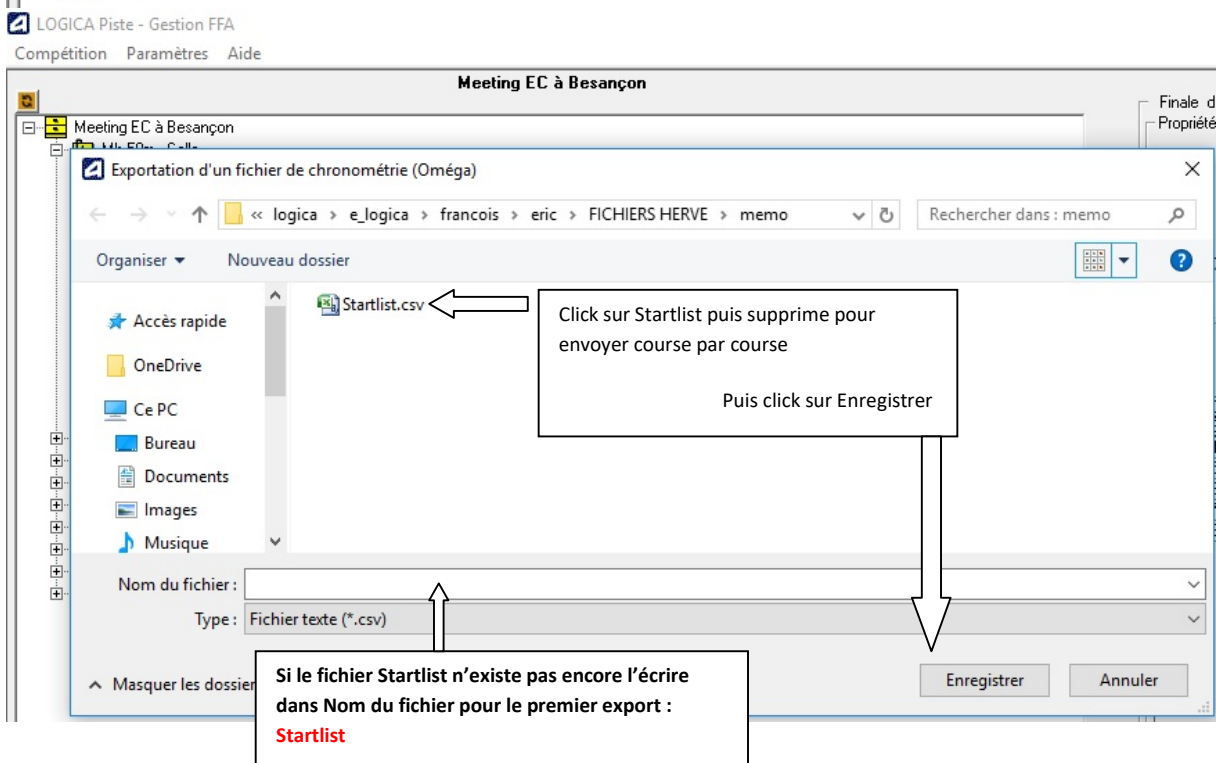 LOGICA Piste - Gestion FFA
Compétition Paramètres Aide
Meeting EC à Besançon
Finale d
Propriété
Meeting EC à Besançon
Exportation d'un fichier de chronométrie (Oméga)
« logica › e_logica › francois › eric › FICHIERS HERVE › memo
Rechercher dans : memo
Organiser
Nouveau dossier
Accès rapide
OneDrive
Ce PC
Bureau
Documents
Images
Musique
Startlist.csv
Click sur Startlist puis supprime pour
envoyer course par course
Puis click sur Enregistrer
Nom du fichier :
Type : Fichier texte (*.csv)
Masquer les dossier
Enregistrer
Annuler
Si le fichier Startlist n’existe pas encore l’écrire
dans Nom du fichier pour le premier export :
Startlist